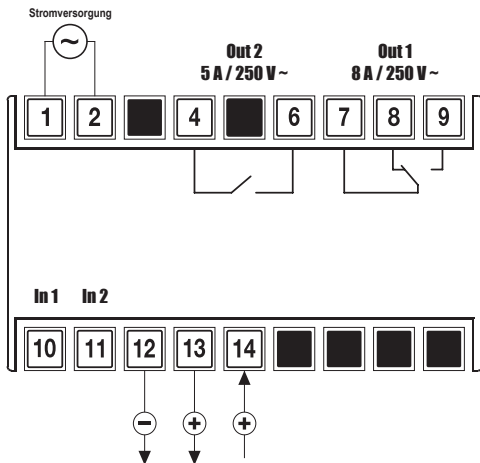 Stromversorgung
~
Out 2
5 A / 250 V ~
Out 1
8 A / 250 V ~
1 2 4 6 7 8 9
In 1 In 2
10 11 12 13 14
− + +